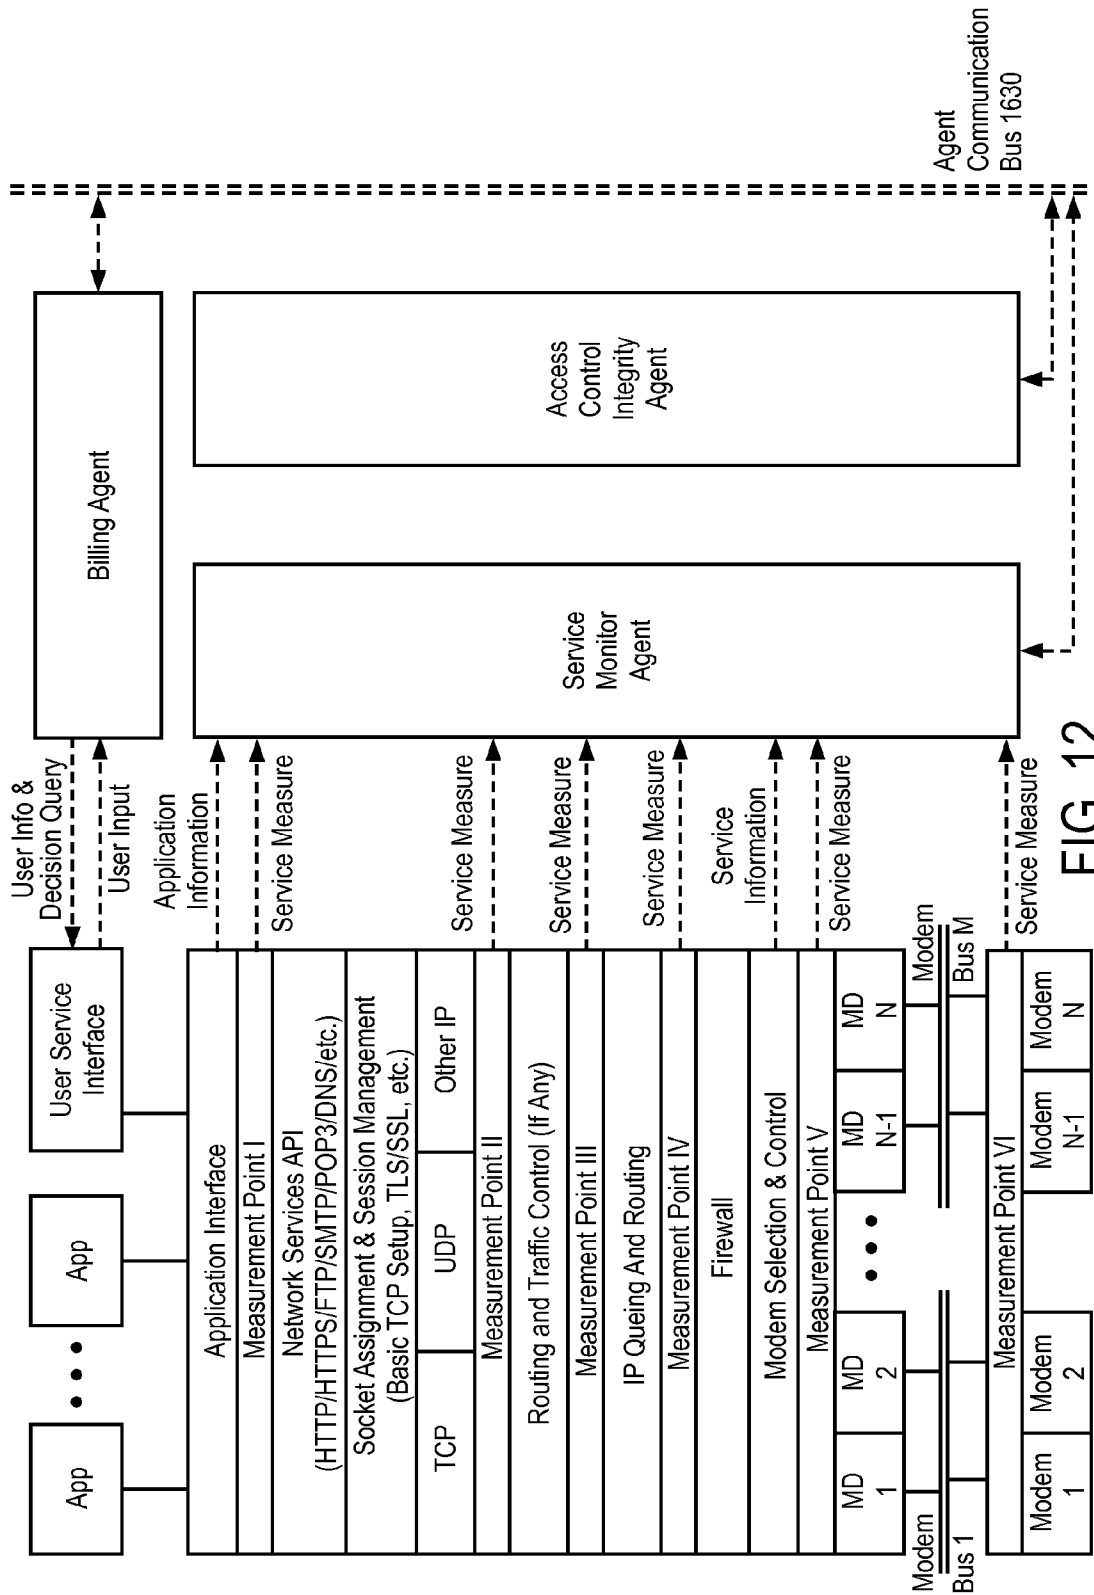 App
App
User Service
Interface
User Info &
Decision Query
User Input
Billing Agent
Application Interface
Application
Information
Measurement Point I
Service Measure
Network Services API
(HTTP/HTTPS/FTP/SMTP/POP3/DNS/etc.)
Socket Assignment & Session Management
(Basic TCP Setup, TLS/SSL, etc.)
TCP
UDP
Other IP
Measurement Point II
Service Measure
Routing and Traffic Control (If Any)
Measurement Point III
Service Measure
IP Queing And Routing
Measurement Point IV
Service Measure
Firewall
Modem Selection & Control
Service
Information
Measurement Point V
Service Measure
MD
1
MD
2
MD
N-1
MD
N
Modem
Bus 1
Modem
Bus M
Measurement Point VI
Service Measure
Modem
1
Modem
2
Modem
N-1
Modem
N
Service
Monitor
Agent
Access
Control
Integrity
Agent
Agent
Communication
Bus 1630
FIG. 12